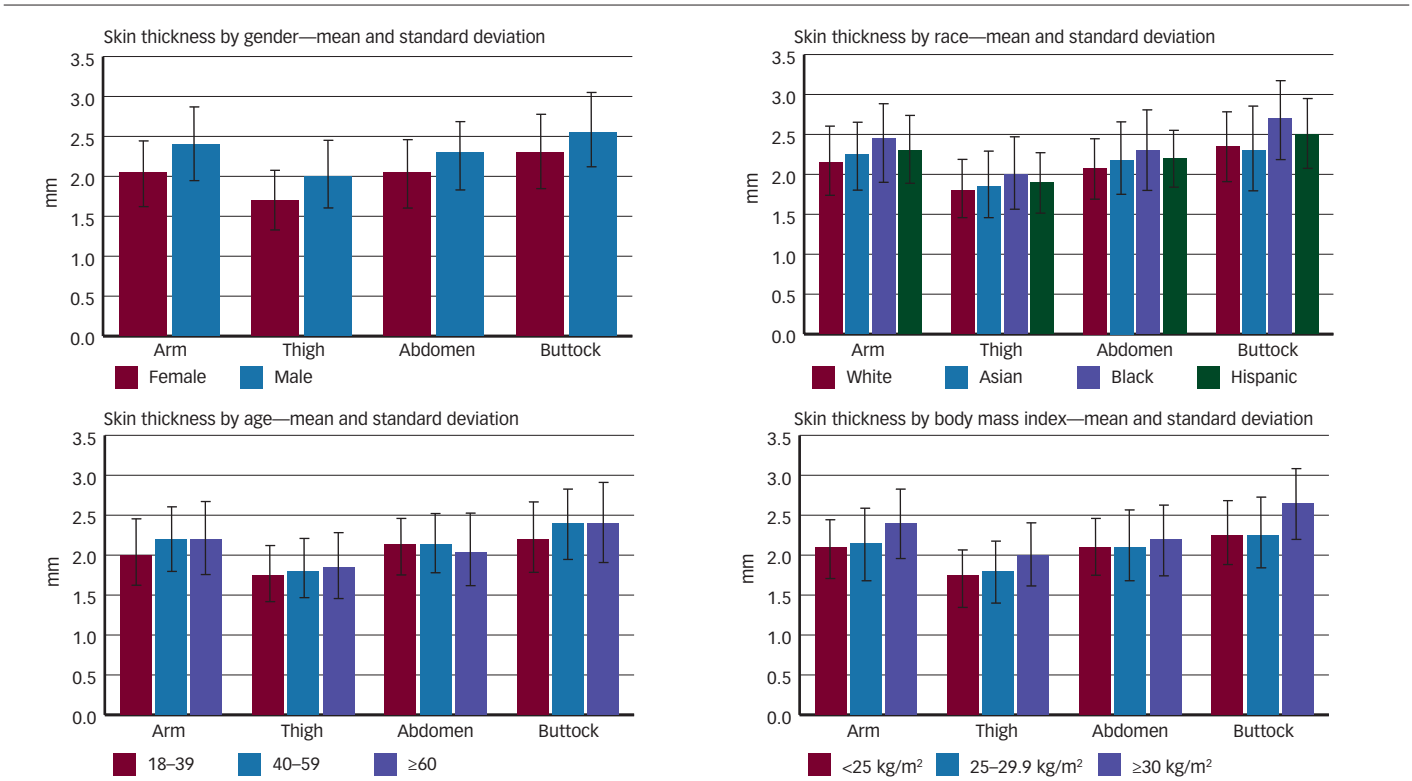 Skin thickness by gender—mean and standard deviation
3.5
3.0
2.5
2.0
1.5
1.0
0.5
0.0
mm
Arm Thigh Abdomen Buttock
Female Male
Skin thickness by race—mean and standard deviation
3.5
3.0
2.5
2.0
1.5
1.0
0.5
0.0
mm
Arm Thigh Abdomen Buttock
White Asian Black Hispanic
Skin thickness by age—mean and standard deviation
3.5
3.0
2.5
2.0
1.5
1.0
0.5
0.0
mm
Arm Thigh Abdomen Buttock
18–39 40–59 ≥60
Skin thickness by body mass index—mean and standard deviation
3.5
3.0
2.5
2.0
1.5
1.0
0.5
0.0
mm
Arm Thigh Abdomen Buttock
<25 kg/m² 25–29.9 kg/m² ≥30 kg/m²